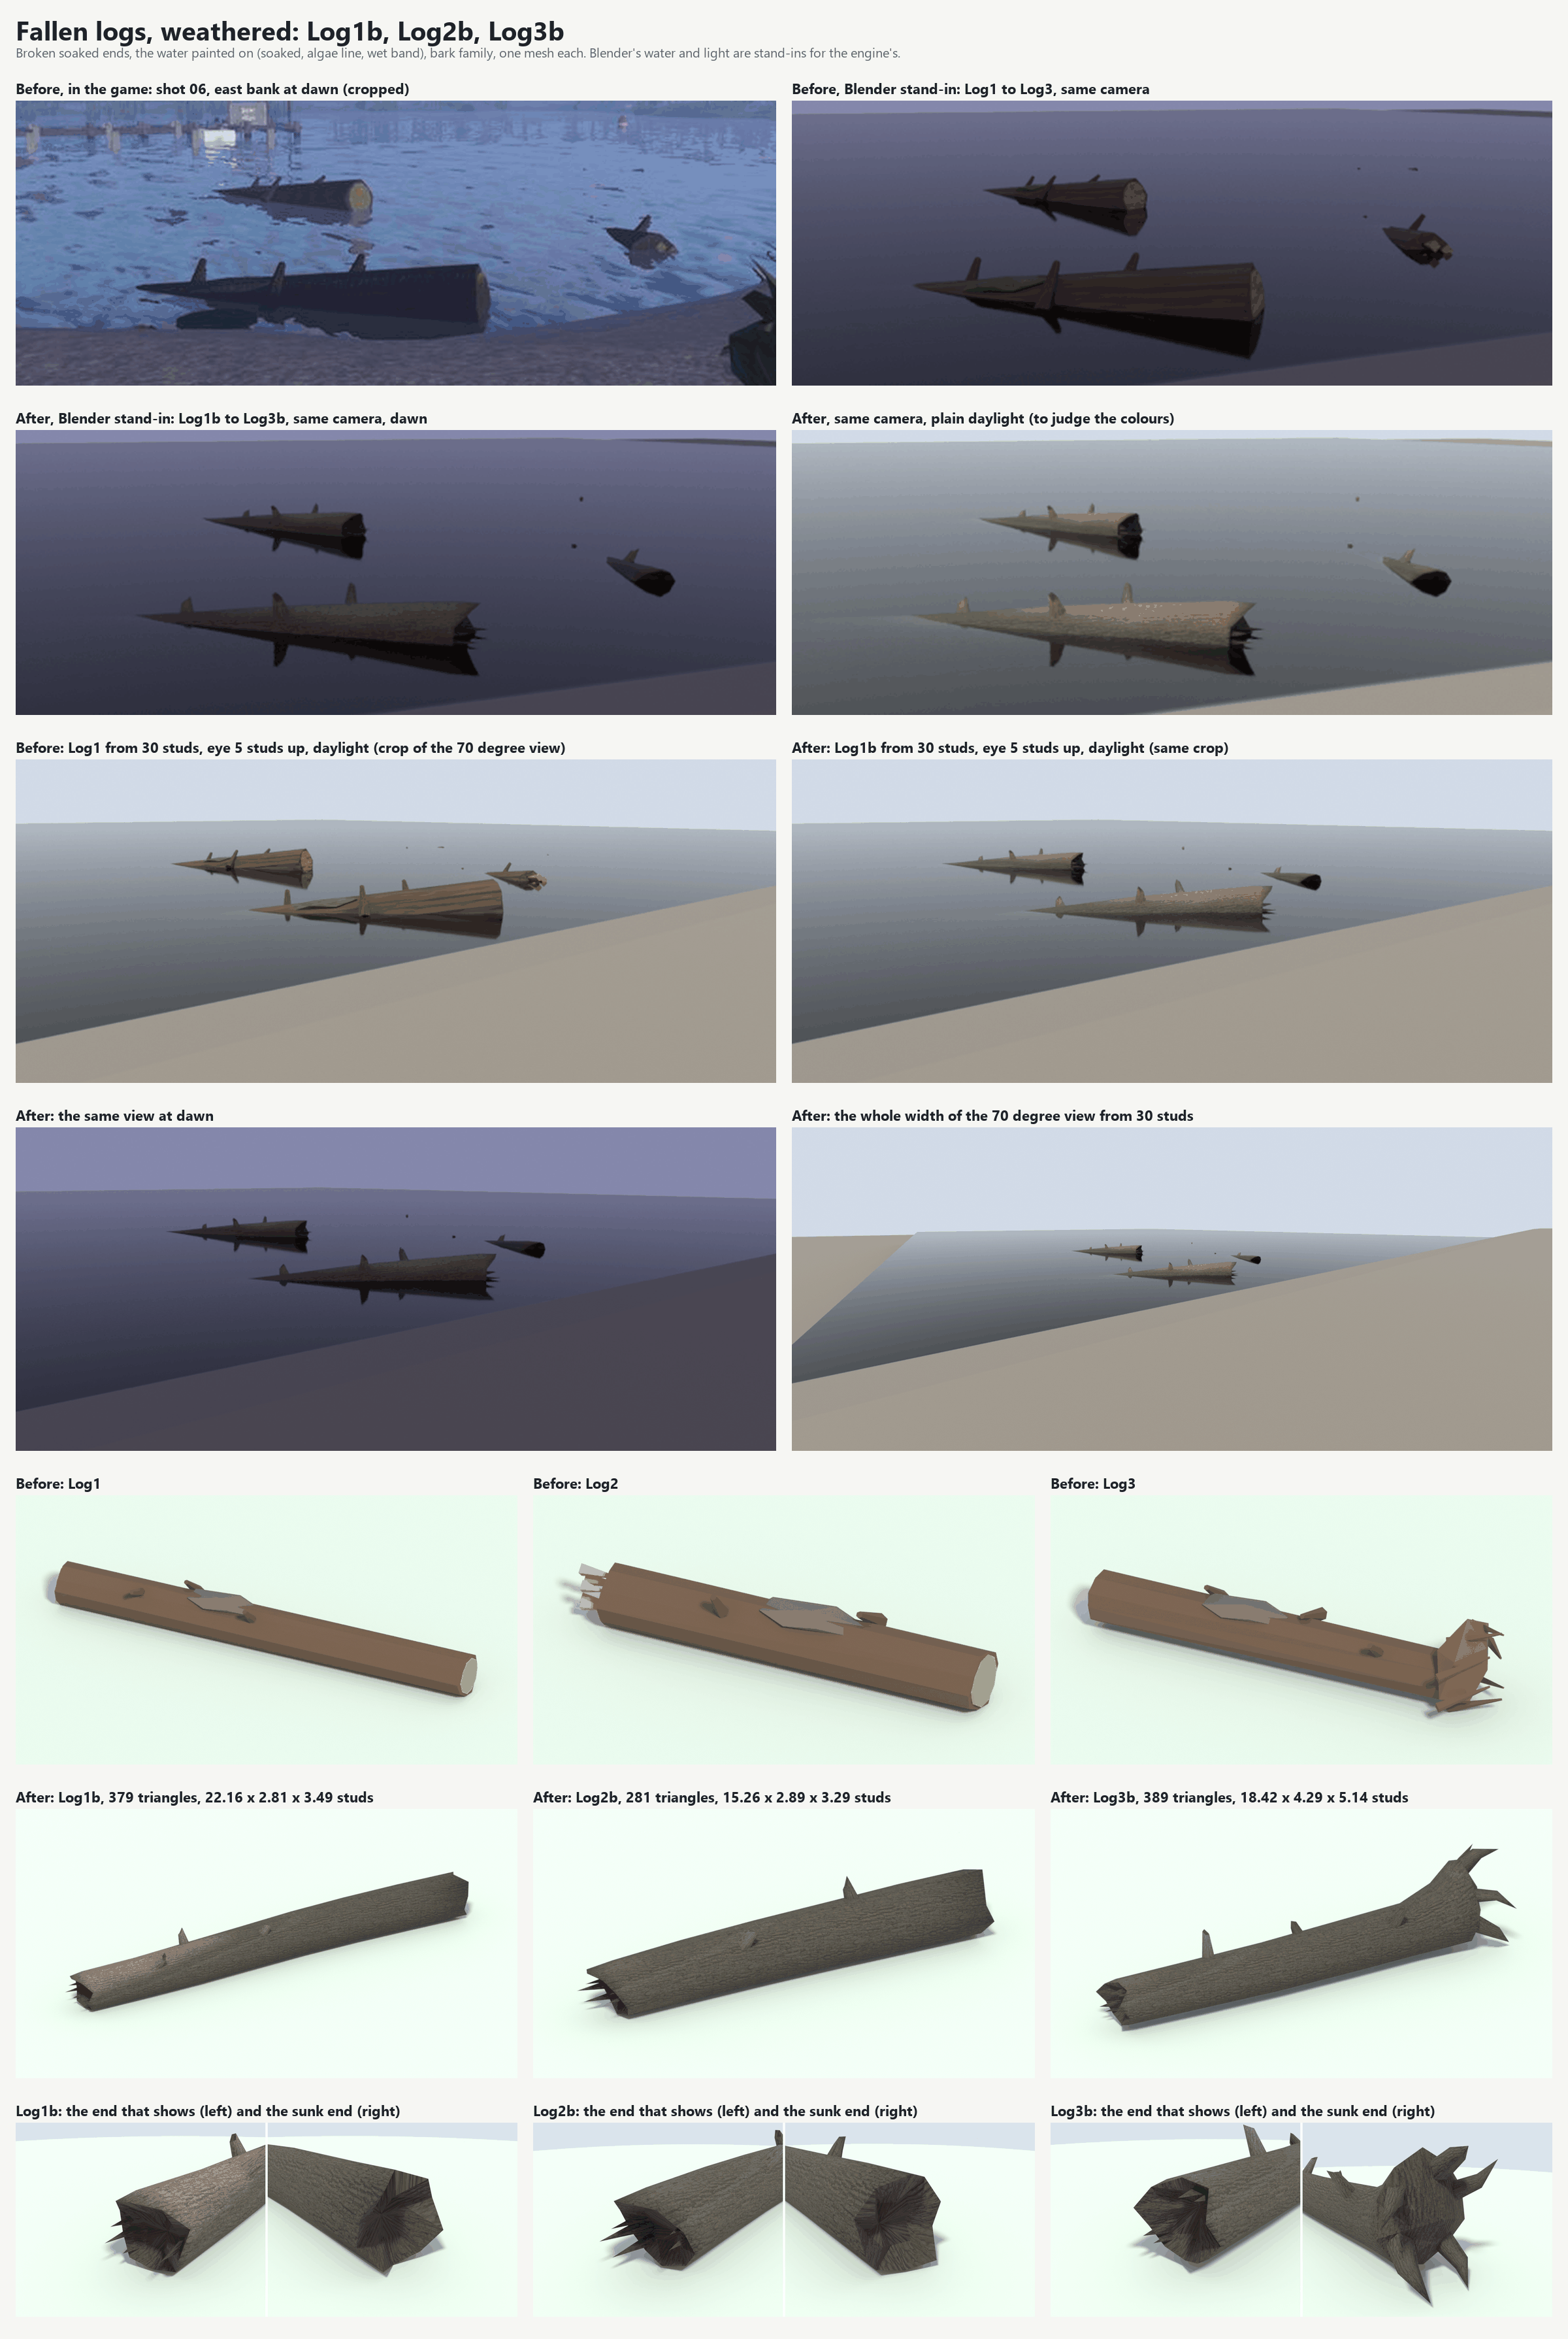 Fallen logs, weathered: Log1b, Log2b, Log3b
Broken soaked ends, the water painted on (soaked, algae line, wet band), bark family, one mesh each. Blender's water and light are stand-ins for the engine's.
Before, in the game: shot 06, east bank at dawn (cropped)
Before, Blender stand-in: Log1 to Log3, same camera
After, Blender stand-in: Log1b to Log3b, same camera, dawn
After, same camera, plain daylight (to judge the colours)
Before: Log1 from 30 studs, eye 5 studs up, daylight (crop of the 70 degree view)
After: Log1b from 30 studs, eye 5 studs up, daylight (same crop)
After: the same view at dawn
After: the whole width of the 70 degree view from 30 studs
Before: Log1
Before: Log2
Before: Log3
After: Log1b, 379 triangles, 22.16 x 2.81 x 3.49 studs
After: Log2b, 281 triangles, 15.26 x 2.89 x 3.29 studs
After: Log3b, 389 triangles, 18.42 x 4.29 x 5.14 studs
Log1b: the end that shows (left) and the sunk end (right)
Log2b: the end that shows (left) and the sunk end (right)
Log3b: the end that shows (left) and the sunk end (right)